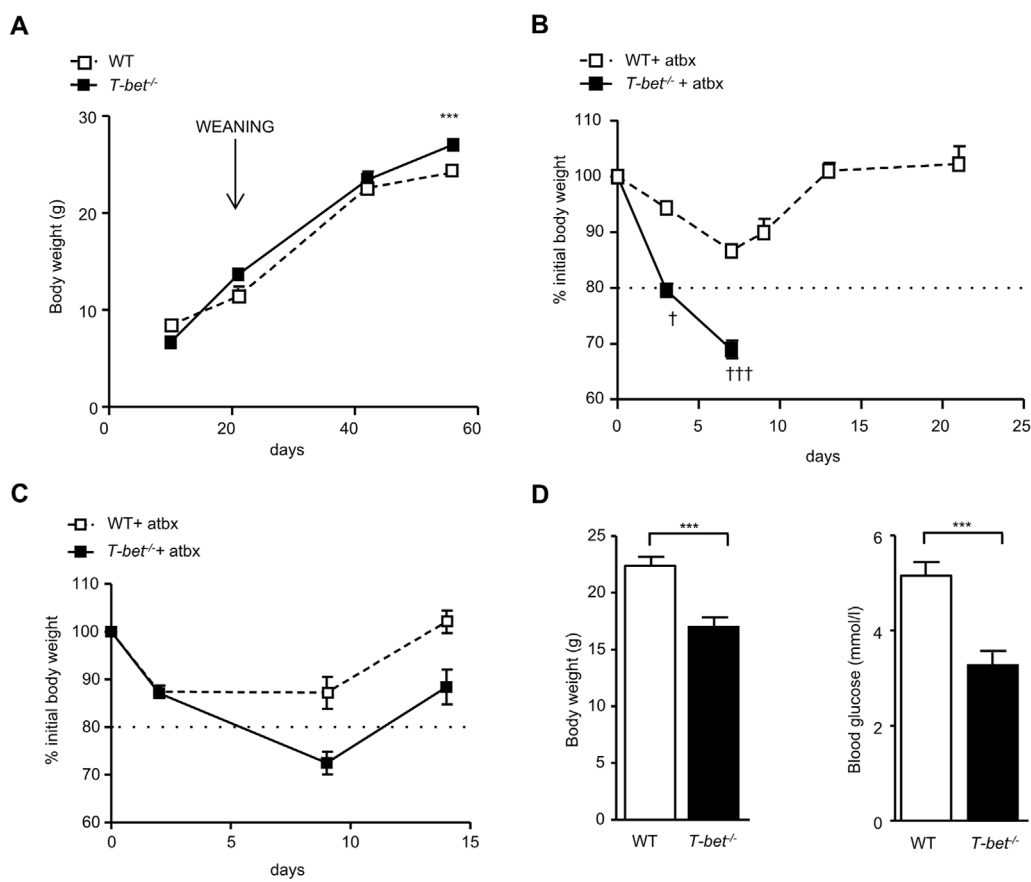 A
WT
T-bet-/-
WEANING
***
30
20
10
0
Body weight (g)
0 20 40 60
days
B
WT+ atbx
T-bet-/- + atbx
110
100
90
80
70
60
% initial body weight
†
†††
0 5 10 15 20 25
days
C
WT+ atbx
T-bet-/-+ atbx
110
100
90
80
70
60
% initial body weight
0 5 10 15
days
D
***
25
20
15
10
5
0
Body weight (g)
WT T-bet-/-
***
6
4
2
0
Blood glucose (mmol/l)
WT T-bet-/-